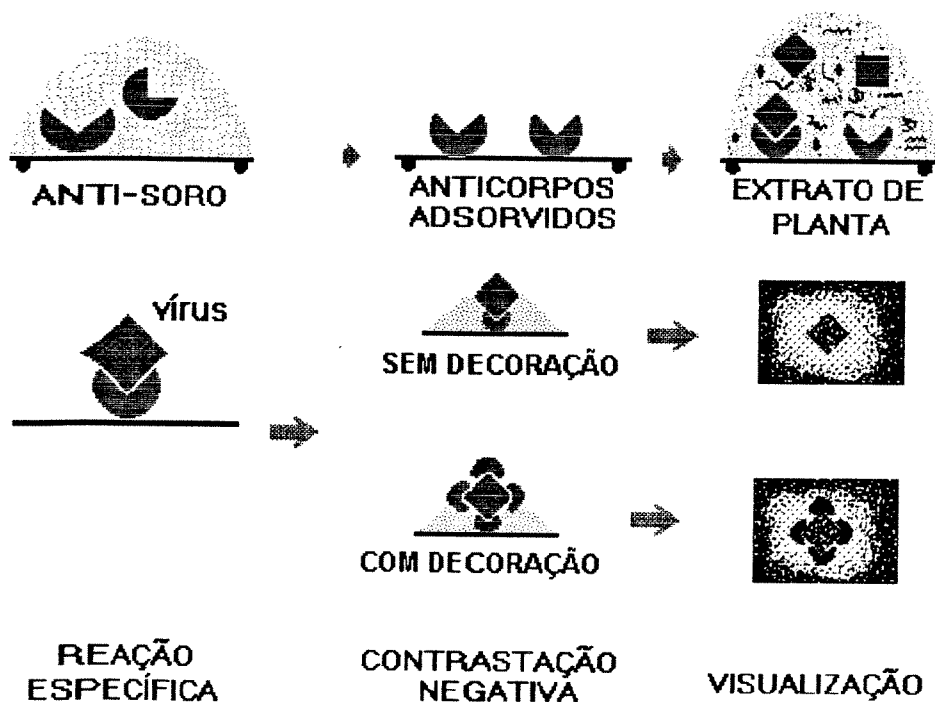 ANTI-SORO
ANTICORPOS
ADSORVIDOS
EXTRATO DE
PLANTA
vírus
SEM DECORAÇÃO
COM DECORAÇÃO
REAÇÃO
ESPECÍFICA
CONTRASTAÇÃO
NEGATIVA
VISUALIZAÇÃO